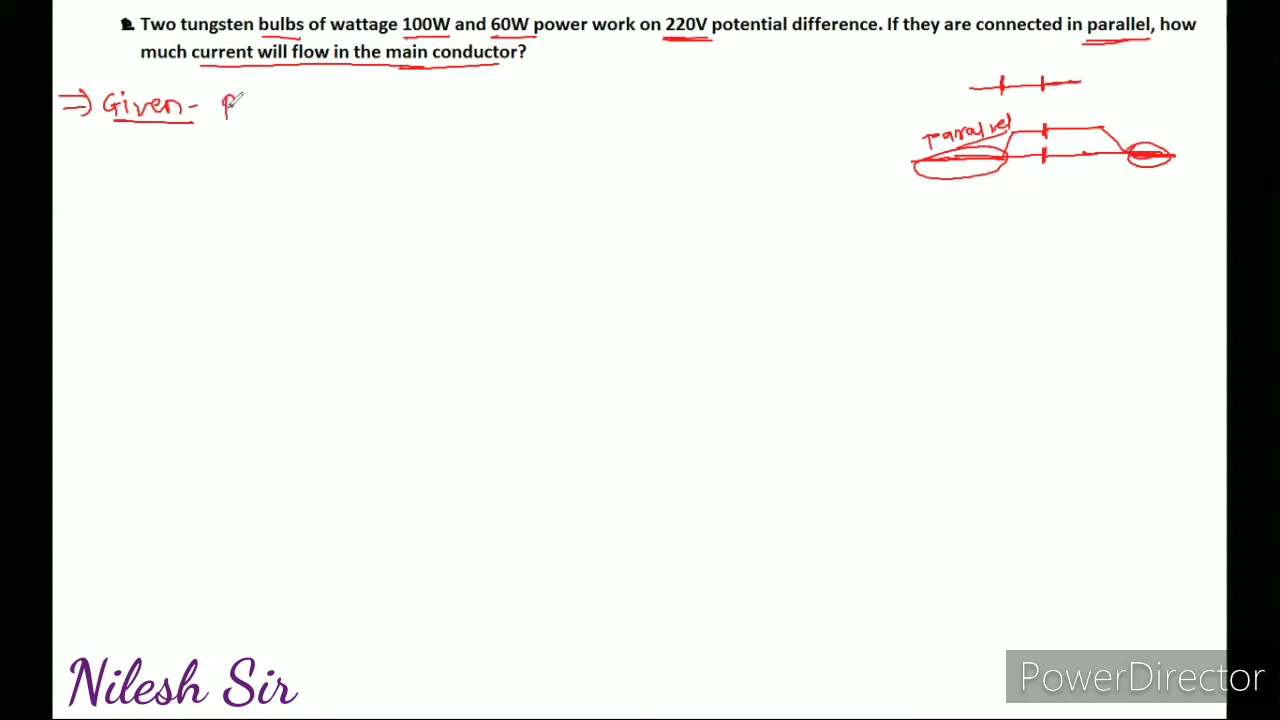 Two tungsten bulbs of wattage 100W and 60W power work on 220V potential difference. If they are connected in parallel, how
much current will flow in the main conductor?
⇒ Given - P
Parallel
Nilesh Sir
PowerDirector